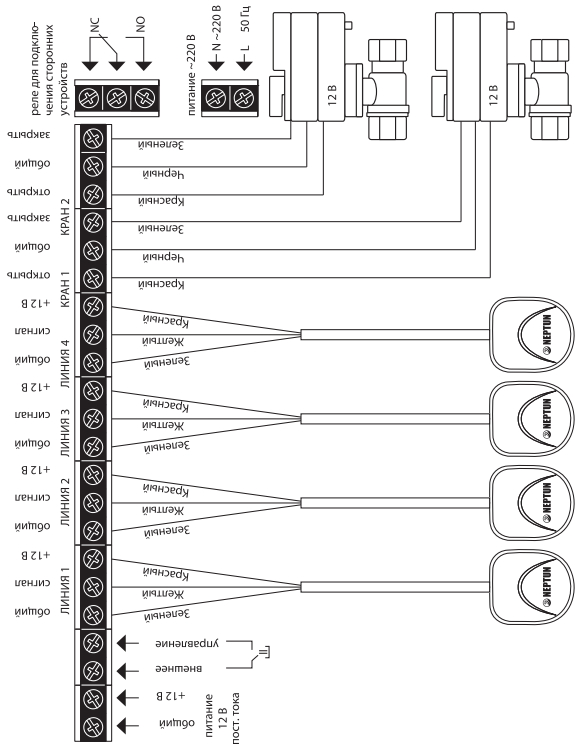 реле для подклю-
чения сторонних
устройств
NC
NO
питание ~220 В
N ~220 В
L 50 Гц
12 В
12 В
закрыть
общий
открыть
КРАН 2
закрыть
общий
открыть
КРАН 1
Зеленый
Черный
Красный
Зеленый
Черный
Красный
+12 В
сигнал
общий
ЛИНИЯ 4
Красный
Желтый
Зеленый
NEPTUN
+12 В
сигнал
общий
ЛИНИЯ 3
Красный
Желтый
Зеленый
NEPTUN
+12 В
сигнал
общий
ЛИНИЯ 2
Красный
Желтый
Зеленый
NEPTUN
+12 В
сигнал
общий
ЛИНИЯ 1
Красный
Желтый
Зеленый
NEPTUN
управление
внешнее
+12 В
общий
питание
12 В
пост. тока